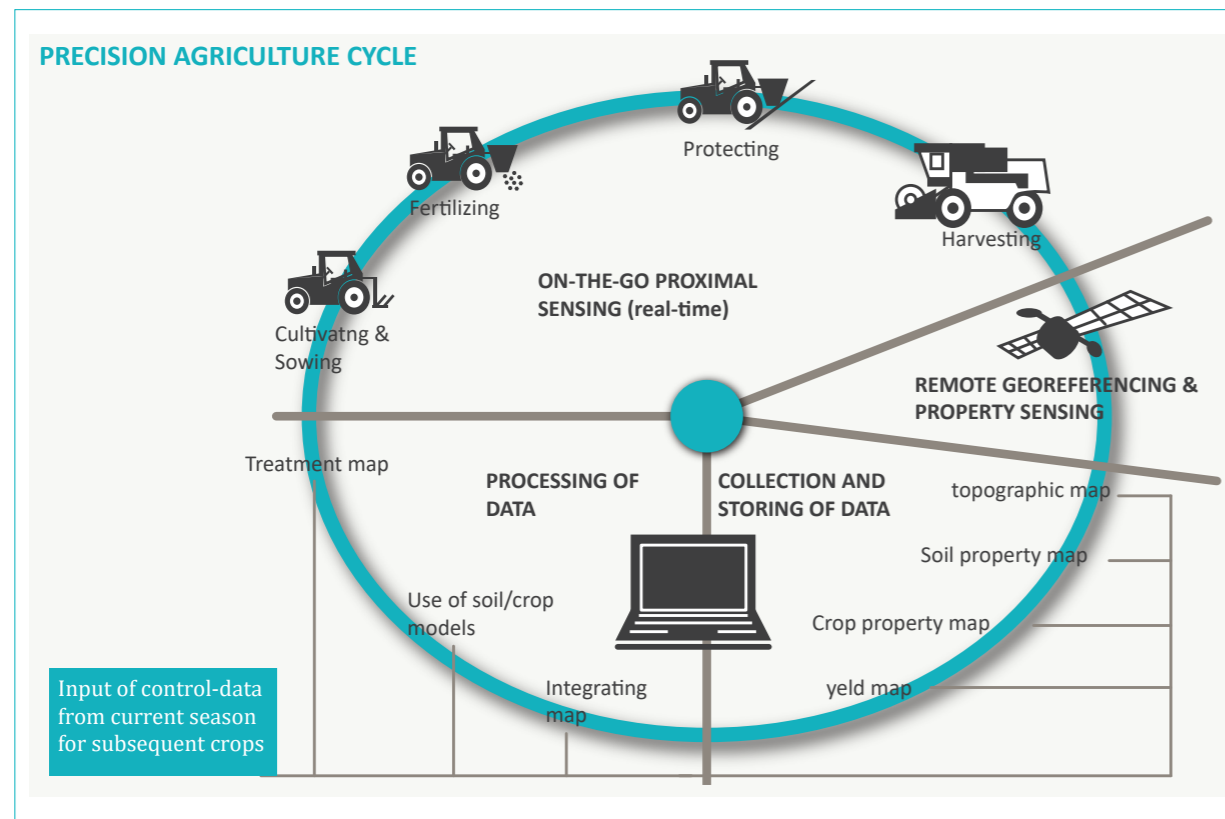 PRECISION AGRICULTURE CYCLE
Protecting
Fertilizing
Harvesting
Cultivatng &
Sowing
ON-THE-GO PROXIMAL
SENSING (real-time)
REMOTE GEOREFERENCING &
PROPERTY SENSING
Treatment map
PROCESSING OF
DATA
COLLECTION AND
STORING OF DATA
topographic map
Soil property map
Use of soil/crop
models
Crop property map
Integrating
map
yeld map
Input of control-data
from current season
for subsequent crops